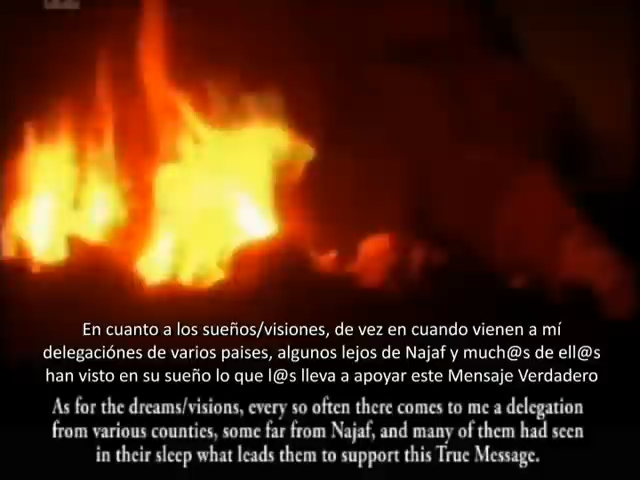 En cuanto a los sueños/visiones, de vez en cuando vienen a mí
delegaciónes de varios paises, algunos lejos de Najaf y much@s de ell@s
han visto en su sueño lo que l@s lleva a apoyar este Mensaje Verdadero
As for the dreams/visions, every so often there comes to me a delegation
from various counties, some far from Najaf, and many of them had seen
in their sleep what leads them to support this True Message.